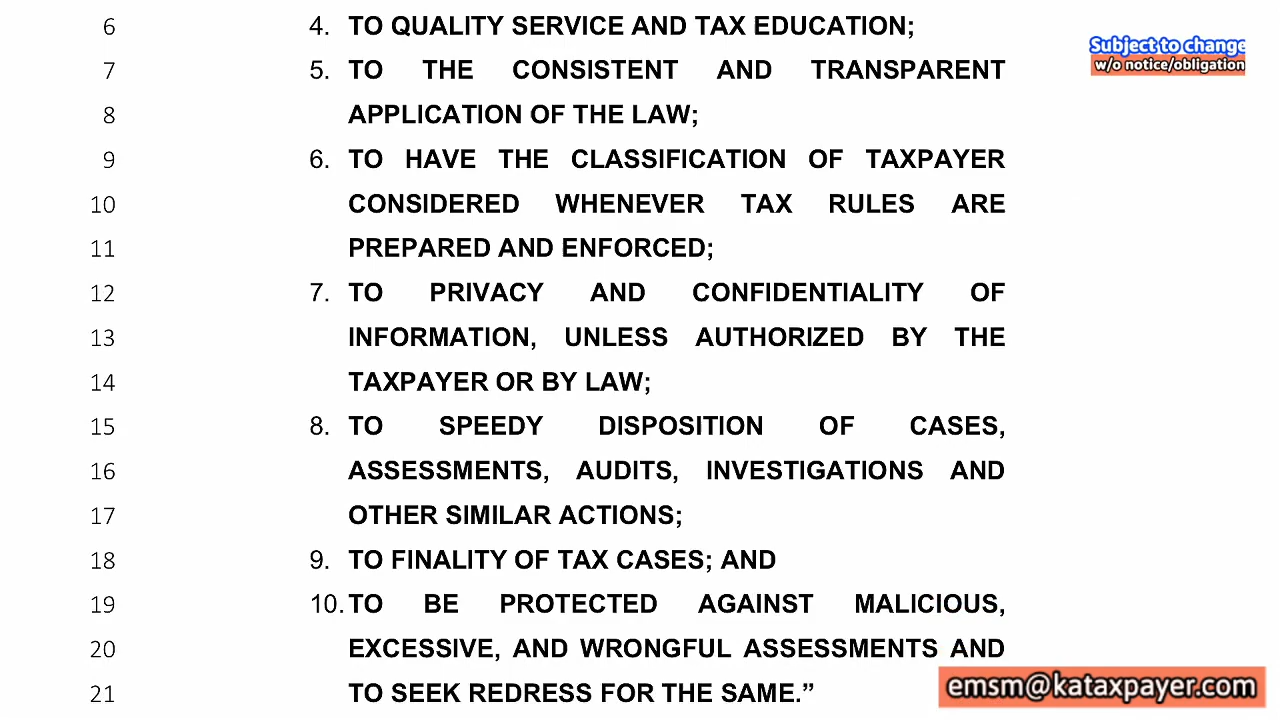 6 4. TO QUALITY SERVICE AND TAX EDUCATION;
7 5. TO THE CONSISTENT AND TRANSPARENT
8 APPLICATION OF THE LAW;
9 6. TO HAVE THE CLASSIFICATION OF TAXPAYER
10 CONSIDERED WHENEVER TAX RULES ARE
11 PREPARED AND ENFORCED;
12 7. TO PRIVACY AND CONFIDENTIALITY OF
13 INFORMATION, UNLESS AUTHORIZED BY THE
14 TAXPAYER OR BY LAW;
15 8. TO SPEEDY DISPOSITION OF CASES,
16 ASSESSMENTS, AUDITS, INVESTIGATIONS AND
17 OTHER SIMILAR ACTIONS;
18 9. TO FINALITY OF TAX CASES; AND
19 10. TO BE PROTECTED AGAINST MALICIOUS,
20 EXCESSIVE, AND WRONGFUL ASSESSMENTS AND
21 TO SEEK REDRESS FOR THE SAME.”
Subject to change
w/o notice/obligation
emsm@kataxpayer.com